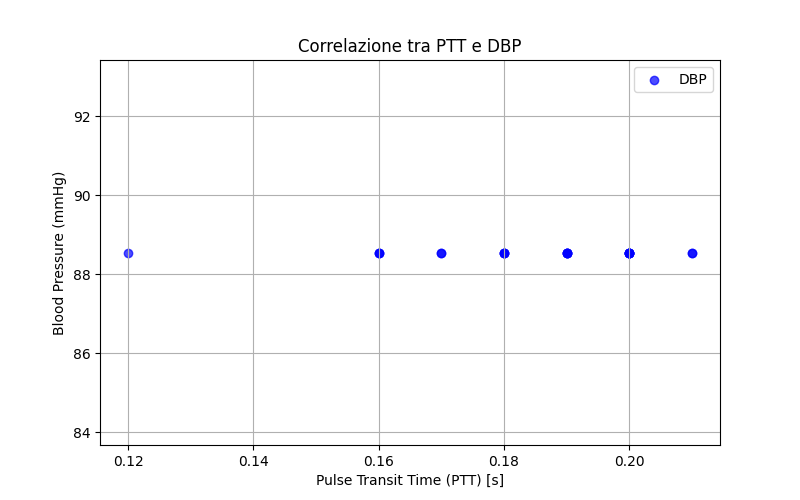 Correlazione tra PTT e DBP
DBP
92
90
88
86
84
Blood Pressure (mmHg)
0.12 0.14 0.16 0.18 0.20
Pulse Transit Time (PTT) [s]